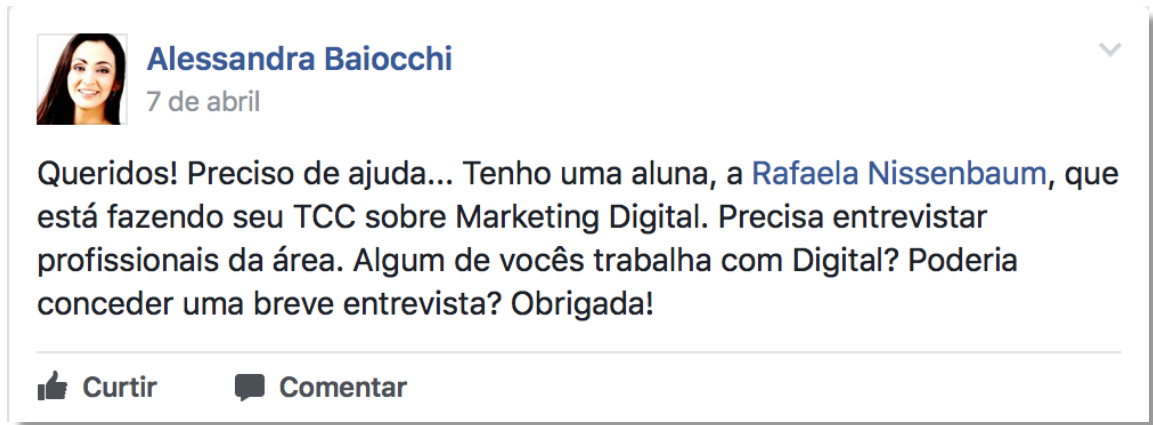 Alessandra Baiocchi
7 de abril
Queridos! Preciso de ajuda... Tenho uma aluna, a Rafaela Nissenbaum, que
está fazendo seu TCC sobre Marketing Digital. Precisa entrevistar
profissionais da área. Algum de vocês trabalha com Digital? Poderia
conceder uma breve entrevista? Obrigada!
Curtir Comentar